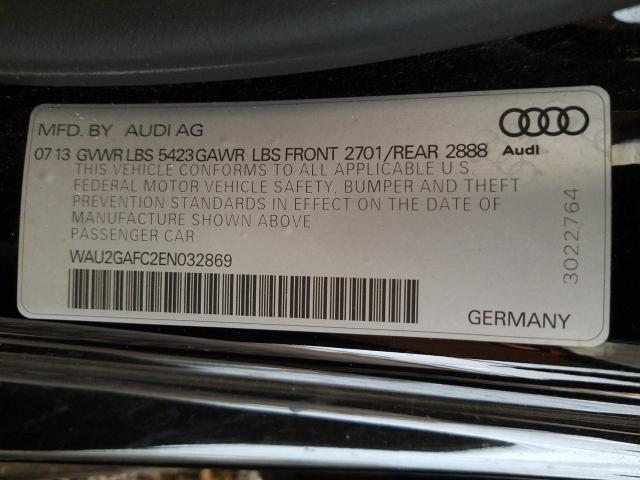 MFD. BY AUDI AG
07 13 GVWR LBS 5423 GAWR LBS FRONT 2701/REAR 2888
Audi
THIS VEHICLE CONFORMS TO ALL APPLICABLE U.S
FEDERAL MOTOR VEHICLE SAFETY, BUMPER AND THEFT
PREVENTION STANDARDS IN EFFECT ON THE DATE OF
MANUFACTURE SHOWN ABOVE
PASSENGER CAR
3022764
WAU2GAFC2EN032869
GERMANY